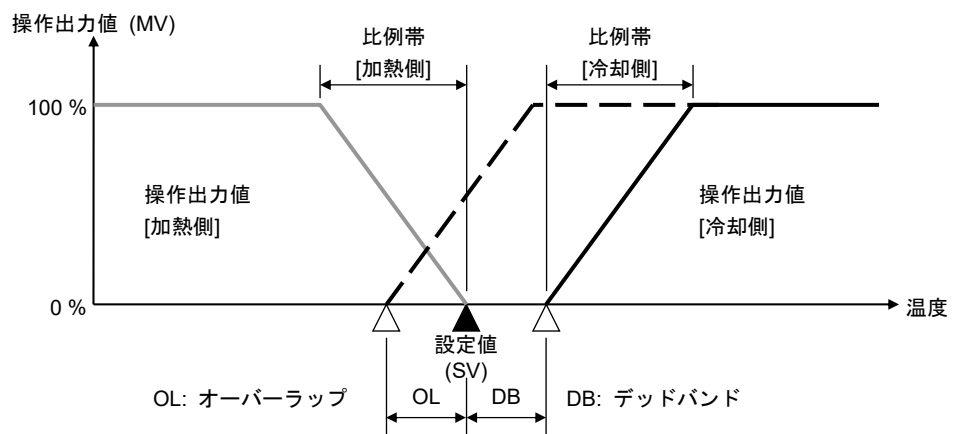 操作出力値 (MV)
比例帯
[加熱側]
比例帯
[冷却側]
100 %
操作出力値
[加熱側]
操作出力値
[冷却側]
0 %
温度
設定値
(SV)
OL: オーバーラップ
OL
DB
DB: デッドバンド